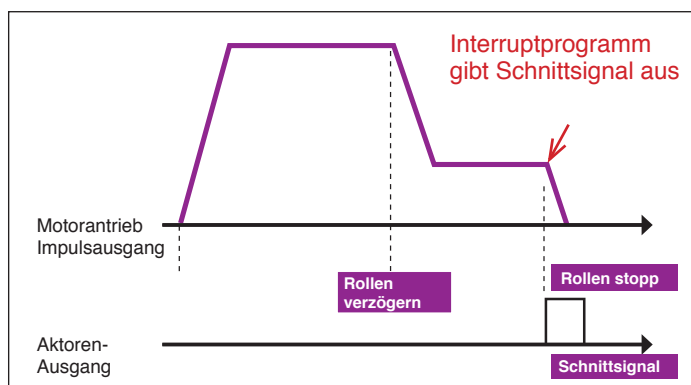 Interruptprogramm
gibt Schnittsignal aus
Motorantrieb
Impulsausgang
Rollen
verzögern
Rollen stopp
Aktoren-
Ausgang
Schnittsignal